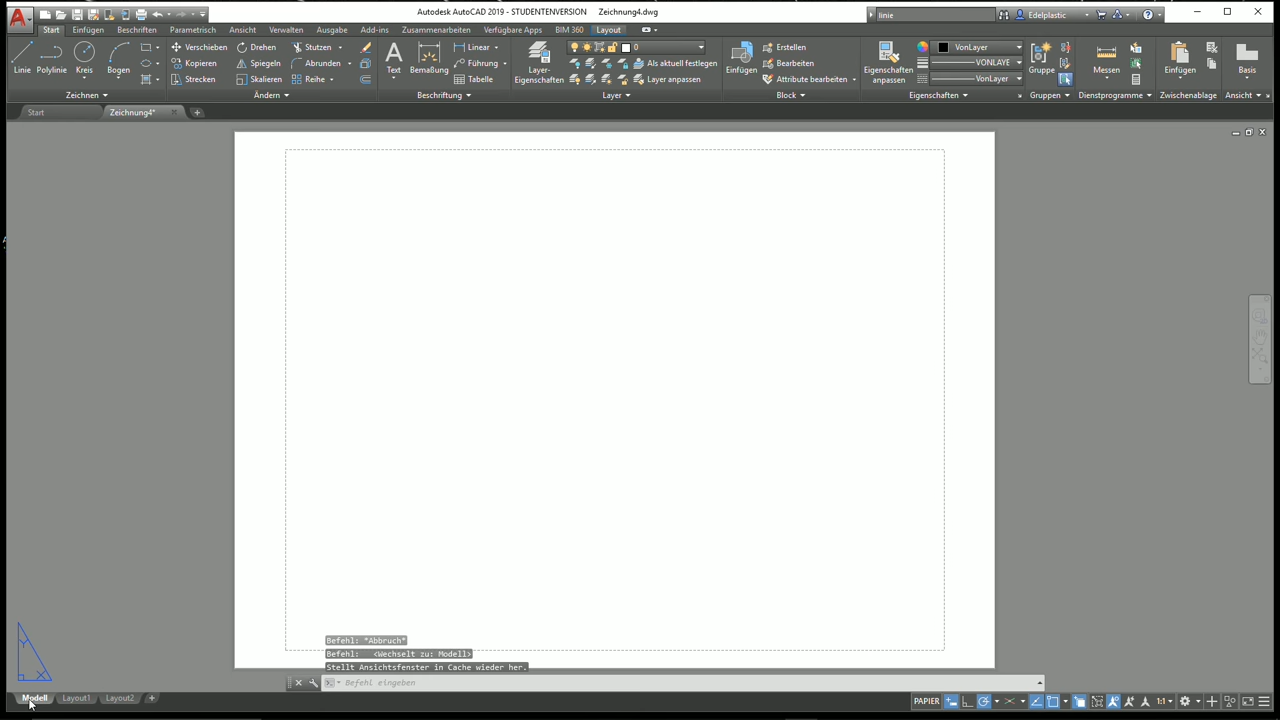 Autodesk AutoCAD 2019 - STUDENTENVERSION Zeichnung4.dwg
linie
Edelplastic
Start Einfügen Beschriften Parametrisch Ansicht Verwalten Ausgabe Add-ins Zusammenarbeiten Verfügbare Apps BIM 360 Layout
Linie Polylinie Kreis Bogen
Verschieben Drehen Stutzen
Kopieren Spiegeln Abrunden
Strecken Skalieren Reihe
Text Bemaßung
Linear
Führung
Tabelle
Layer-
Eigenschaften
0
Als aktuell festlegen
Layer anpassen
Einfügen
Erstellen
Bearbeiten
Attribute bearbeiten
Eigenschaften
anpassen
VonLayer
VONLAYE
VonLayer
Gruppe
Messen
Einfügen
Basis
Zeichnen Ändern Beschriftung Layer Block Eigenschaften Gruppen Dienstprogramme Zwischenablage Ansicht
Start Zeichnung4*
Y
X
Befehl: *Abbruch*
Befehl: <Wechselt zu: Modell>
Stellt Ansichtsfenster in Cache wieder her.
Befehl eingeben
Modell Layout1 Layout2
PAPIER
1:1